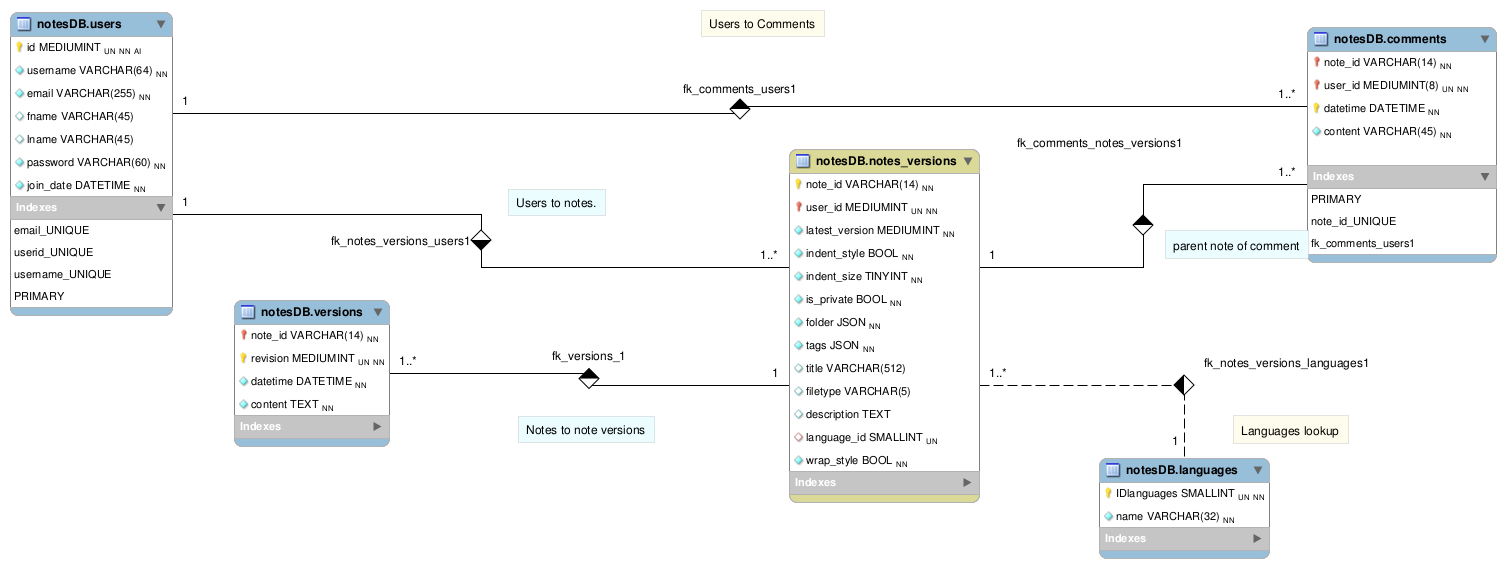 notesDB.users
id MEDIUMINT UN NN AI
username VARCHAR(64) NN
email VARCHAR(255) NN
fname VARCHAR(45)
lname VARCHAR(45)
password VARCHAR(60) NN
join_date DATETIME NN
Indexes
email_UNIQUE
userid_UNIQUE
username_UNIQUE
PRIMARY
Users to Comments
1
fk_comments_users1
1..*
notesDB.comments
note_id VARCHAR(14) NN
user_id MEDIUMINT(8) UN NN
datetime DATETIME NN
content VARCHAR(45) NN
Indexes
PRIMARY
note_id_UNIQUE
fk_comments_users1
fk_comments_notes_versions1
1..*
1
parent note of comment
1
Users to notes.
fk_notes_versions_users1
1..*
notesDB.notes_versions
note_id VARCHAR(14) NN
user_id MEDIUMINT UN NN
latest_version MEDIUMINT NN
indent_style BOOL NN
indent_size TINYINT NN
is_private BOOL NN
folder JSON NN
tags JSON NN
title VARCHAR(512)
filetype VARCHAR(5)
description TEXT
language_id SMALLINT UN
wrap_style BOOL NN
Indexes
notesDB.versions
note_id VARCHAR(14) NN
revision MEDIUMINT UN NN
datetime DATETIME NN
content TEXT NN
Indexes
1..*
fk_versions_1
1
Notes to note versions
1..*
fk_notes_versions_languages1
1
Languages lookup
notesDB.languages
IDlanguages SMALLINT UN NN
name VARCHAR(32) NN
Indexes